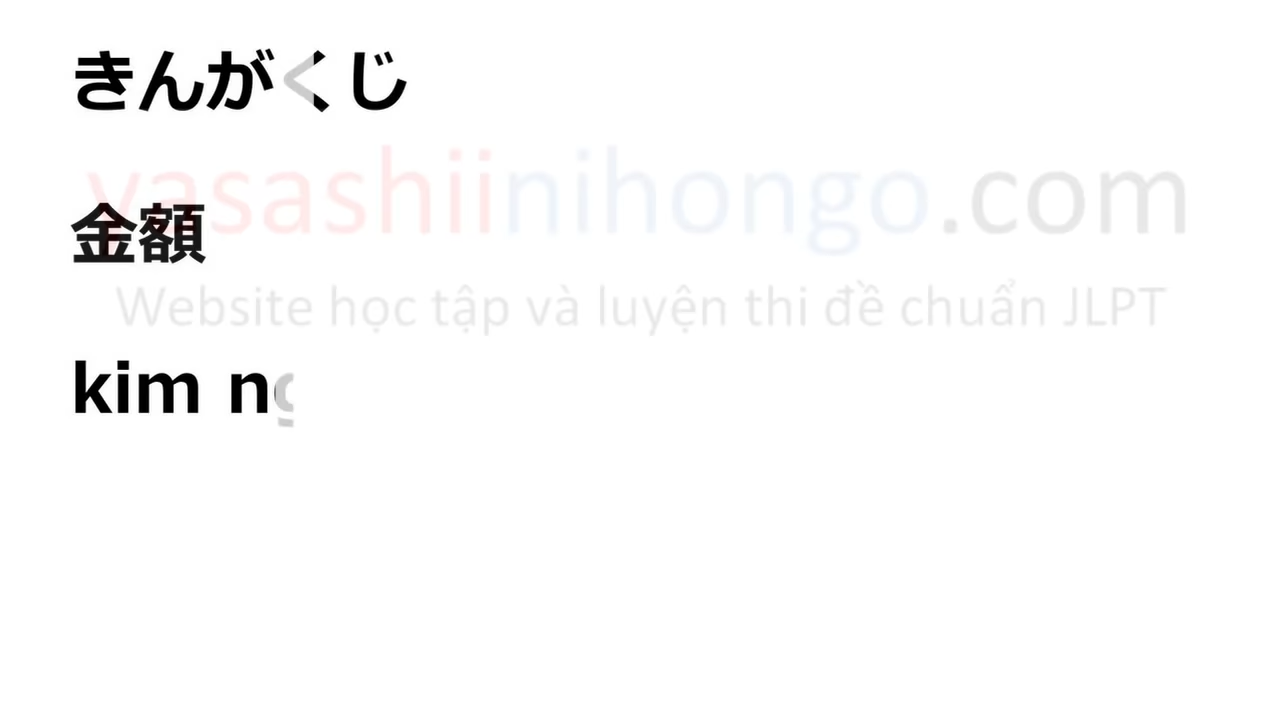 きんがくじ
yasashiinihongo.com
金額
Website học tập và luyện thi đề chuẩn JLPT
kim